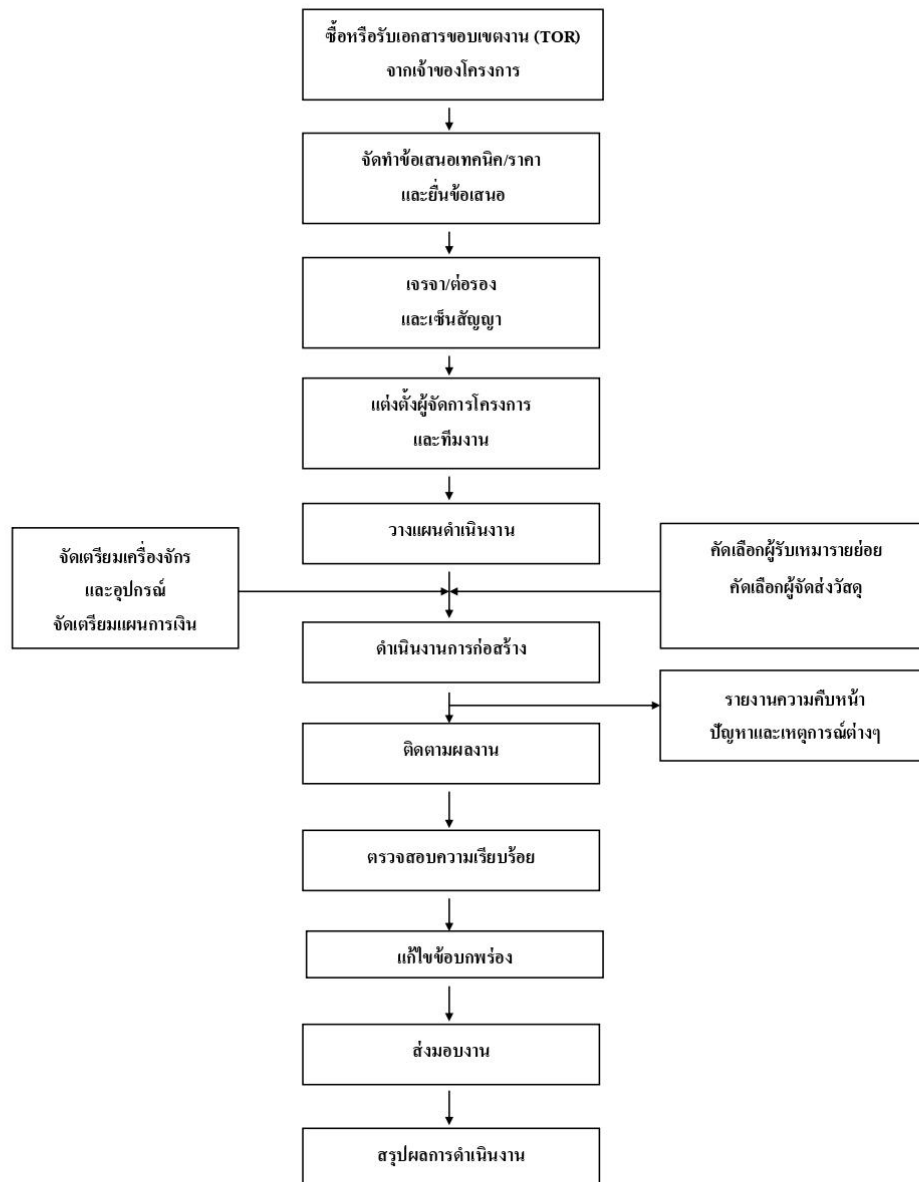 ซื้อหรือรับเอกสารขอบเขตงาน (TOR)
จากเจ้าของโครงการ
จัดทำข้อเสนอเทคนิค/ราคา
และยื่นข้อเสนอ
เจรจา/ต่อรอง
และเซ็นสัญญา
แต่งตั้งผู้จัดการโครงการ
และทีมงาน
วางแผนดำเนินงาน
จัดเตรียมเครื่องจักร
และอุปกรณ์
จัดเตรียมแผนการเงิน
คัดเลือกผู้รับเหมารายย่อย
คัดเลือกผู้จัดส่งวัสดุ
ดำเนินงานการก่อสร้าง
รายงานความคืบหน้า
ปัญหาและเหตุการณ์ต่างๆ
ติดตามผลงาน
ตรวจสอบความเรียบร้อย
แก้ไขข้อบกพร่อง
ส่งมอบงาน
สรุปผลการดำเนินงาน